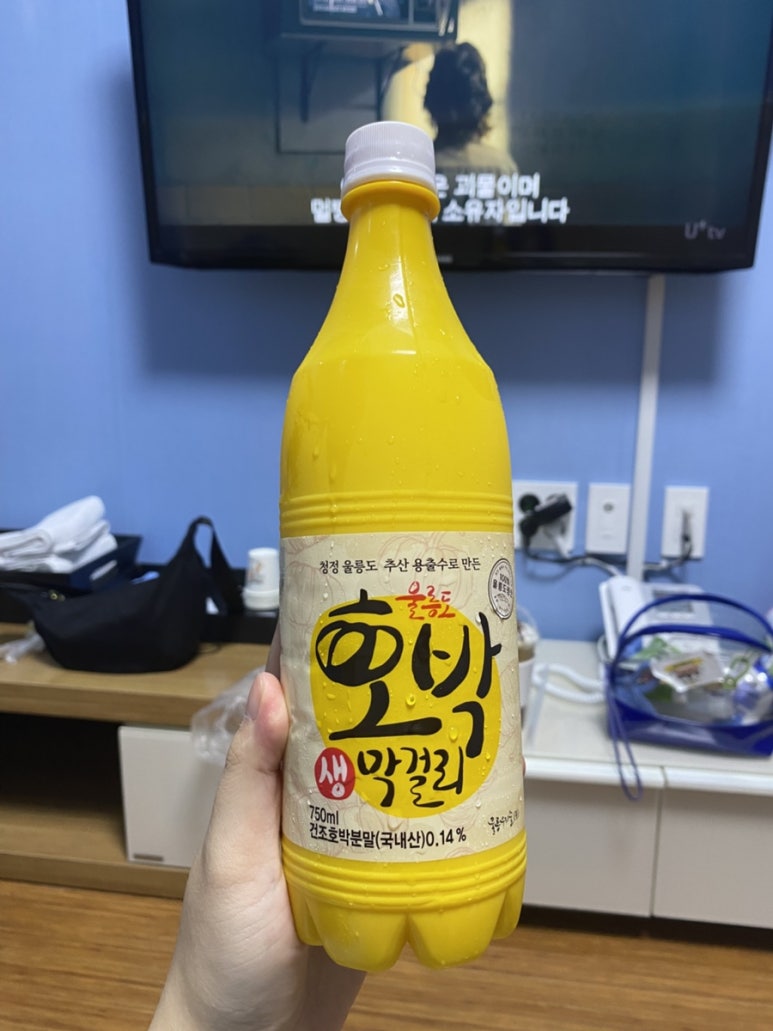 괴물이며
소유자입니다
U+ tv
청정 울릉도 추산 용출수로 만든
울릉도
호박
생
막걸리
750ml
건조호박분말(국내산)0.14%